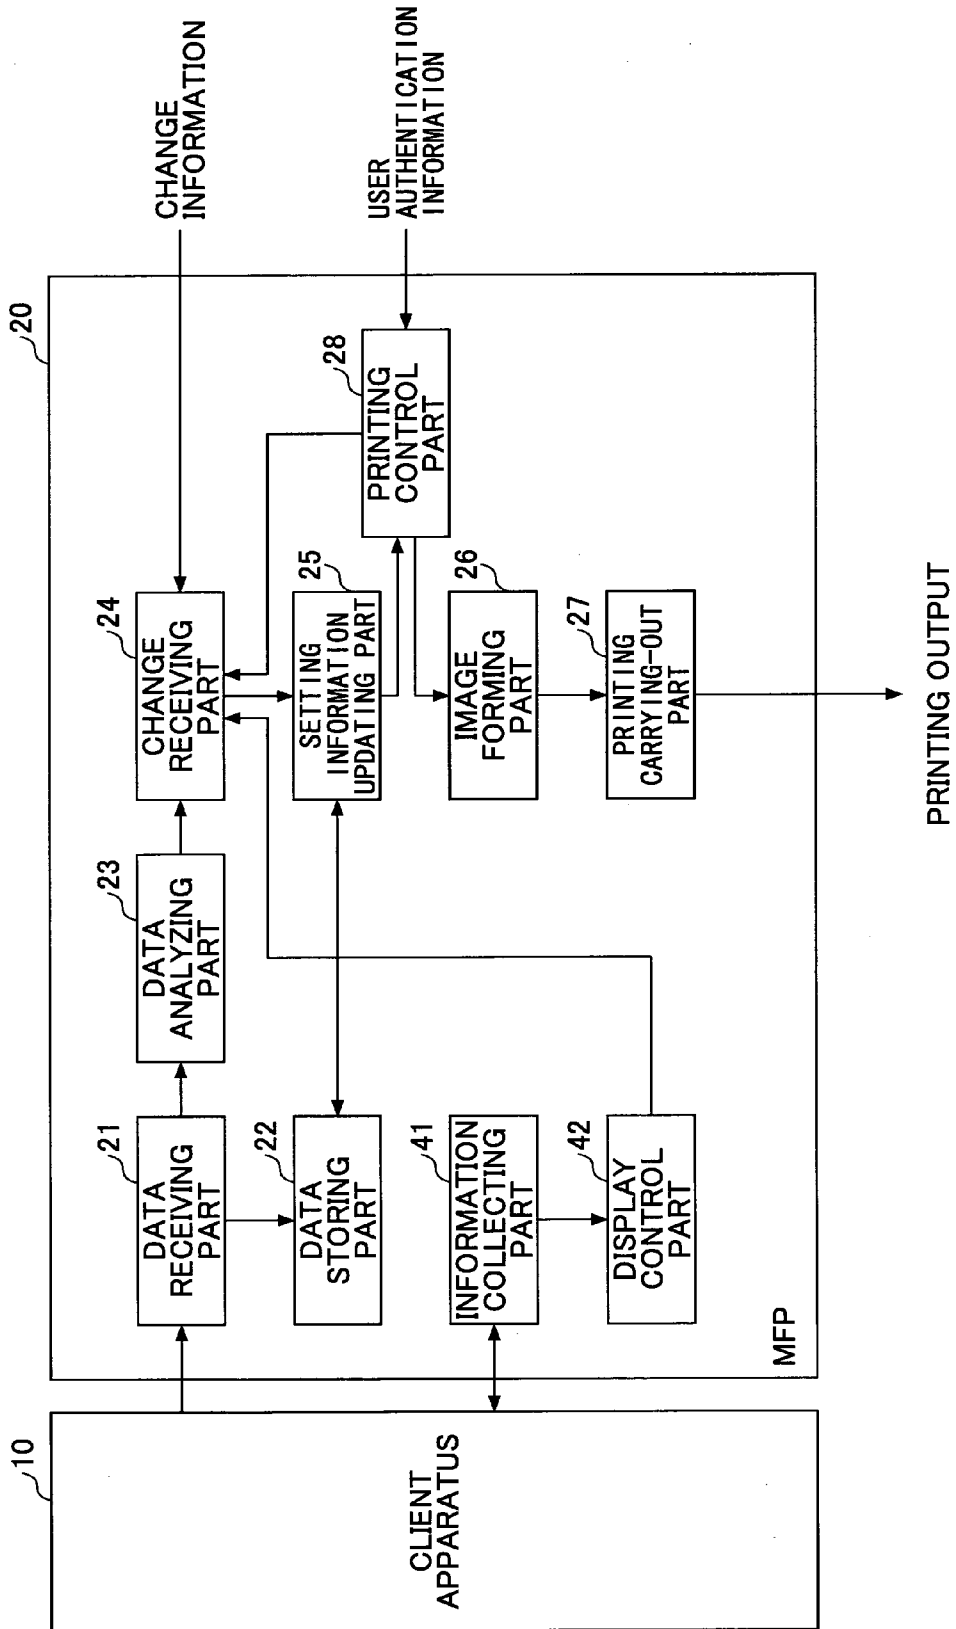 10
CLIENT
APPARATUS
20
MFP
21
DATA
RECEIVING
PART
22
DATA
STORING
PART
41
INFORMATION
COLLECTING
PART
42
DISPLAY
CONTROL
PART
23
DATA
ANALYZING
PART
24
CHANGE
RECEIVING
PART
25
SETTING
INFORMATION
UPDATING PART
26
IMAGE
FORMING
PART
27
PRINTING
CARRYING-OUT
PART
28
PRINTING
CONTROL
PART
CHANGE
INFORMATION
USER
AUTHENTICATION
INFORMATION
PRINTING OUTPUT